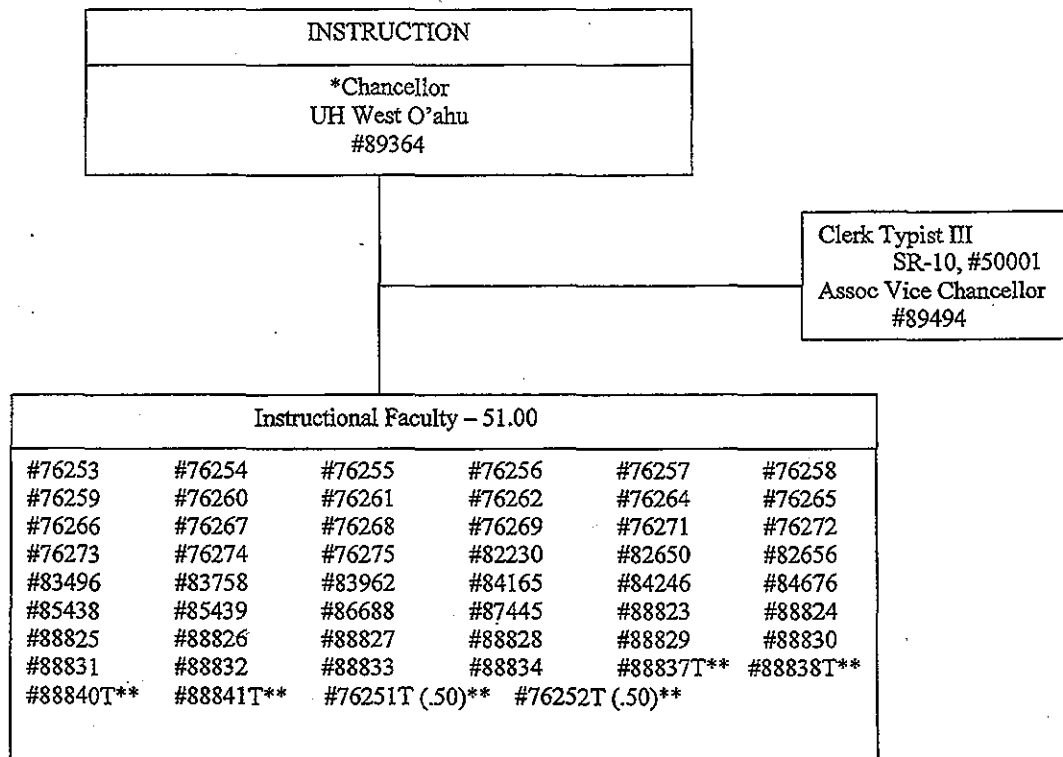 INSTRUCTION
*Chancellor
UH West O'ahu
#89364
Clerk Typist III
SR-10, #50001
Assoc Vice Chancellor
#89494
Instructional Faculty – 51.00
#76253 #76254 #76255 #76256 #76257 #76258
#76259 #76260 #76261 #76262 #76264 #76265
#76266 #76267 #76268 #76269 #76271 #76272
#76273 #76274 #76275 #82230 #82650 #82656
#83496 #83758 #83962 #84165 #84246 #84676
#85438 #85439 #86688 #87445 #88823 #88824
#88825 #88826 #88827 #88828 #88829 #88830
#88831 #88832 #88833 #88834 #88837T** #88838T**
#88840T** #88841T** #76251T (.50)** #76252T (.50)**